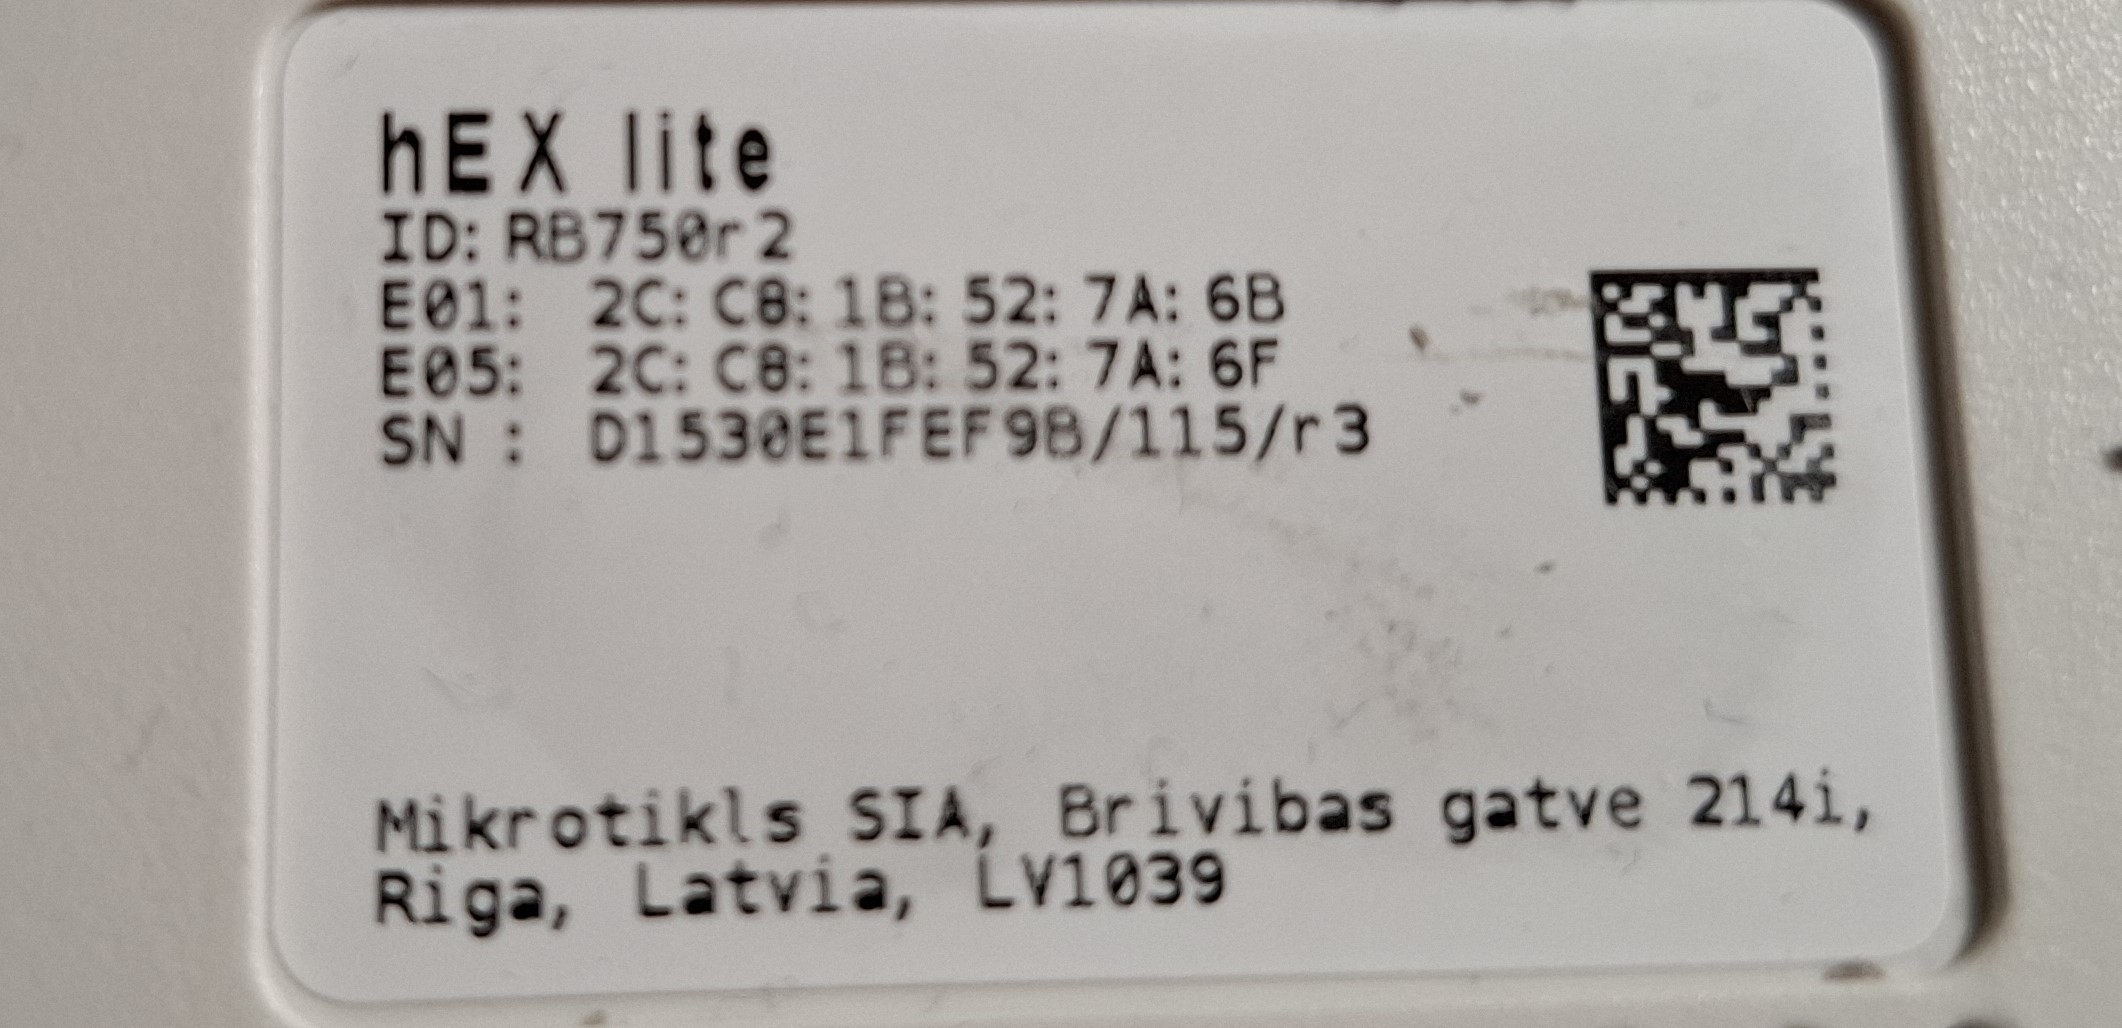 hEX lite
ID: RB750r2
E01: 2C:C8:1B:52:7A:6B
E05: 2C:C8:1B:52:7A:6F
SN : D1530E1FEF9B/115/r3
Mikrotikls SIA, Brivibas gatve 214i,
Riga, Latvia, LV1039